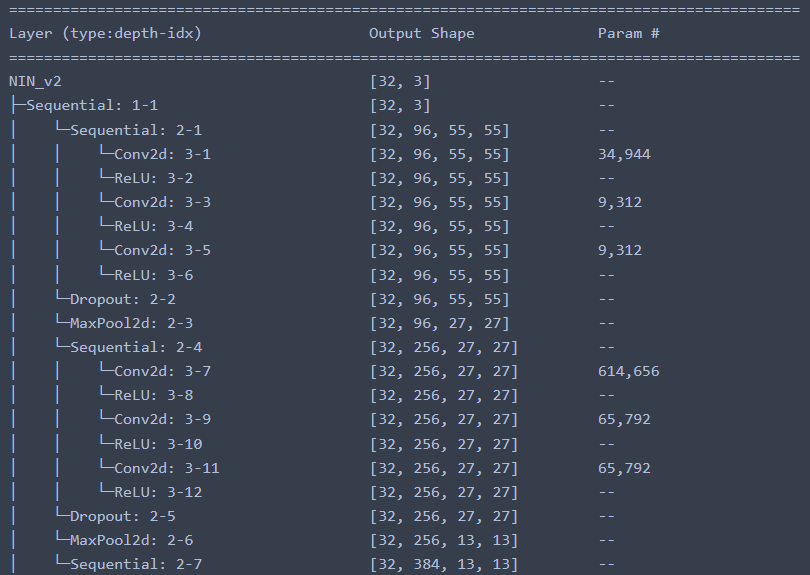 ==========================================================================================
Layer (type:depth-idx)                   Output Shape              Param #
==========================================================================================
NIN_v2                                   [32, 3]                   --
├─Sequential: 1-1                        [32, 3]                   --
│    └─Sequential: 2-1                   [32, 96, 55, 55]          --
│    │    └─Conv2d: 3-1                  [32, 96, 55, 55]          34,944
│    │    └─ReLU: 3-2                    [32, 96, 55, 55]          --
│    │    └─Conv2d: 3-3                  [32, 96, 55, 55]          9,312
│    │    └─ReLU: 3-4                    [32, 96, 55, 55]          --
│    │    └─Conv2d: 3-5                  [32, 96, 55, 55]          9,312
│    │    └─ReLU: 3-6                    [32, 96, 55, 55]          --
│    └─Dropout: 2-2                      [32, 96, 55, 55]          --
│    └─MaxPool2d: 2-3                    [32, 96, 27, 27]          --
│    └─Sequential: 2-4                   [32, 256, 27, 27]         --
│    │    └─Conv2d: 3-7                  [32, 256, 27, 27]         614,656
│    │    └─ReLU: 3-8                    [32, 256, 27, 27]         --
│    │    └─Conv2d: 3-9                  [32, 256, 27, 27]         65,792
│    │    └─ReLU: 3-10                   [32, 256, 27, 27]         --
│    │    └─Conv2d: 3-11                 [32, 256, 27, 27]         65,792
│    │    └─ReLU: 3-12                   [32, 256, 27, 27]         --
│    └─Dropout: 2-5                      [32, 256, 27, 27]         --
│    └─MaxPool2d: 2-6                    [32, 256, 13, 13]         --
│    └─Sequential: 2-7                   [32, 384, 13, 13]         --